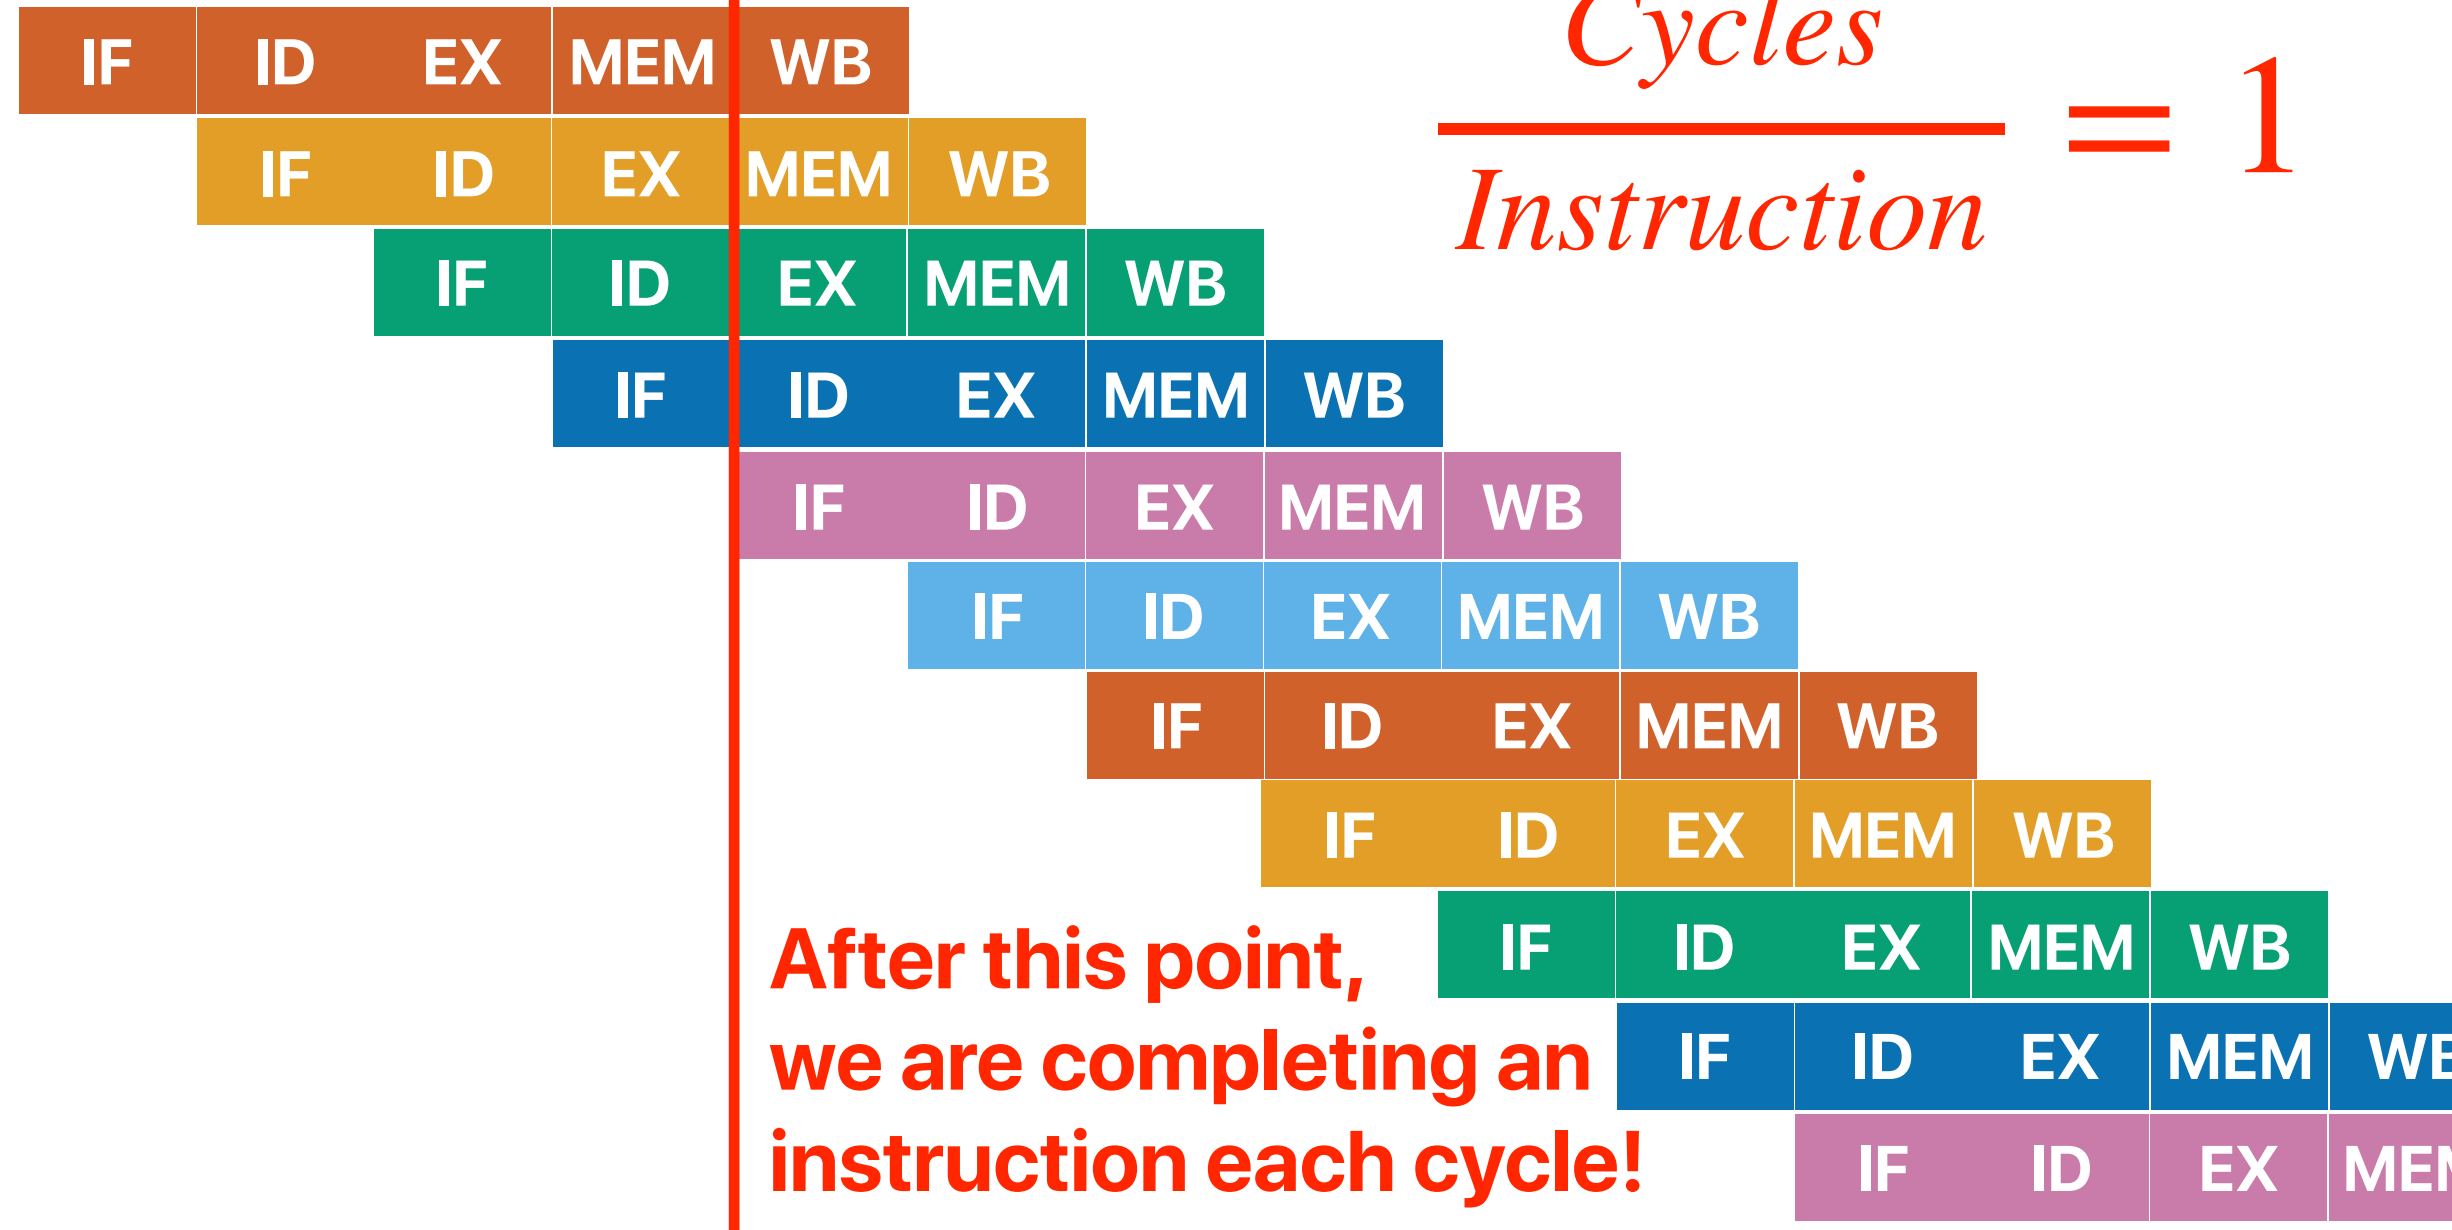 Cycles
Instruction
= 1
IF ID EX MEM WB
IF ID EX MEM WB
IF ID EX MEM WB
IF ID EX MEM WB
IF ID EX MEM WB
IF ID EX MEM WB
IF ID EX MEM WB
IF ID EX MEM WB
IF ID EX MEM WB
IF ID EX MEM
IF ID EX
After this point,
we are completing an
instruction each cycle!